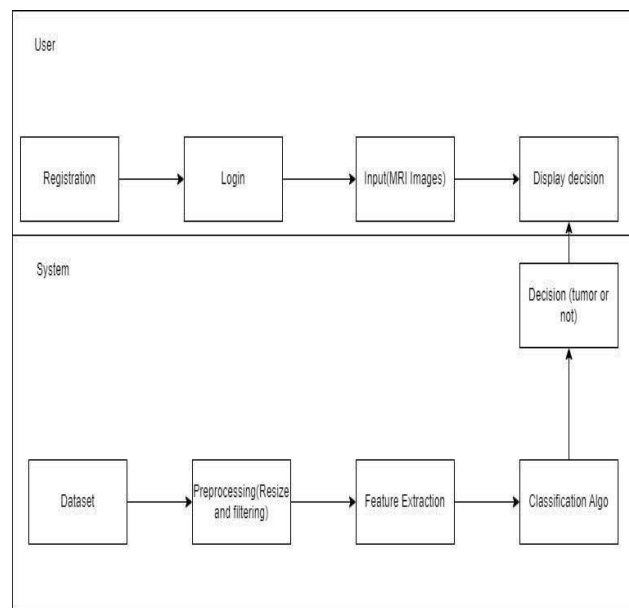 User
Registration
Login
Input(MRI Images)
Display decision
System
Decision (tumor or
not)
Dataset
Preprocessing(Resize
and filtering)
Feature Extraction
Classification Algo